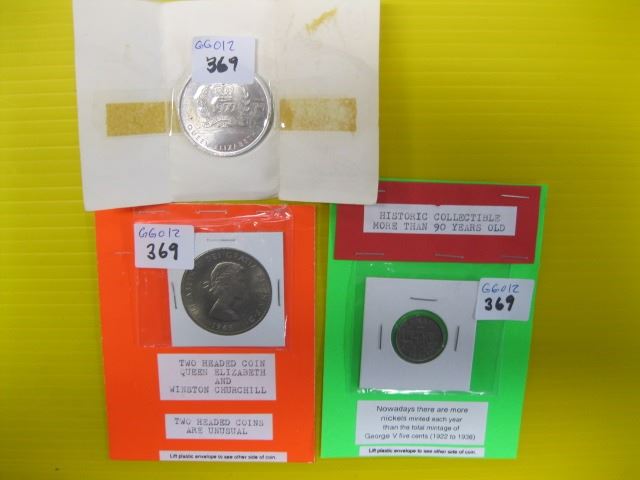 GG012
369
QUEEN ELIZABE
GG012
369
1965
TWO HEADED COIN
QUEEN ELIZABETH
AND
WINSTON CHURCHILL
TWO HEADED COINS
ARE UNUSUAL
Lift plastic envelope to see other side of coin.
HISTORIC COLLECTIBLE
MORE THAN 90 YEARS OLD
GG012
369
Nowadays there are more
nickels minted each year
than the total mintage of
George V five cents (1922 to 1936)
Lift plastic envelope to see other side of coin.